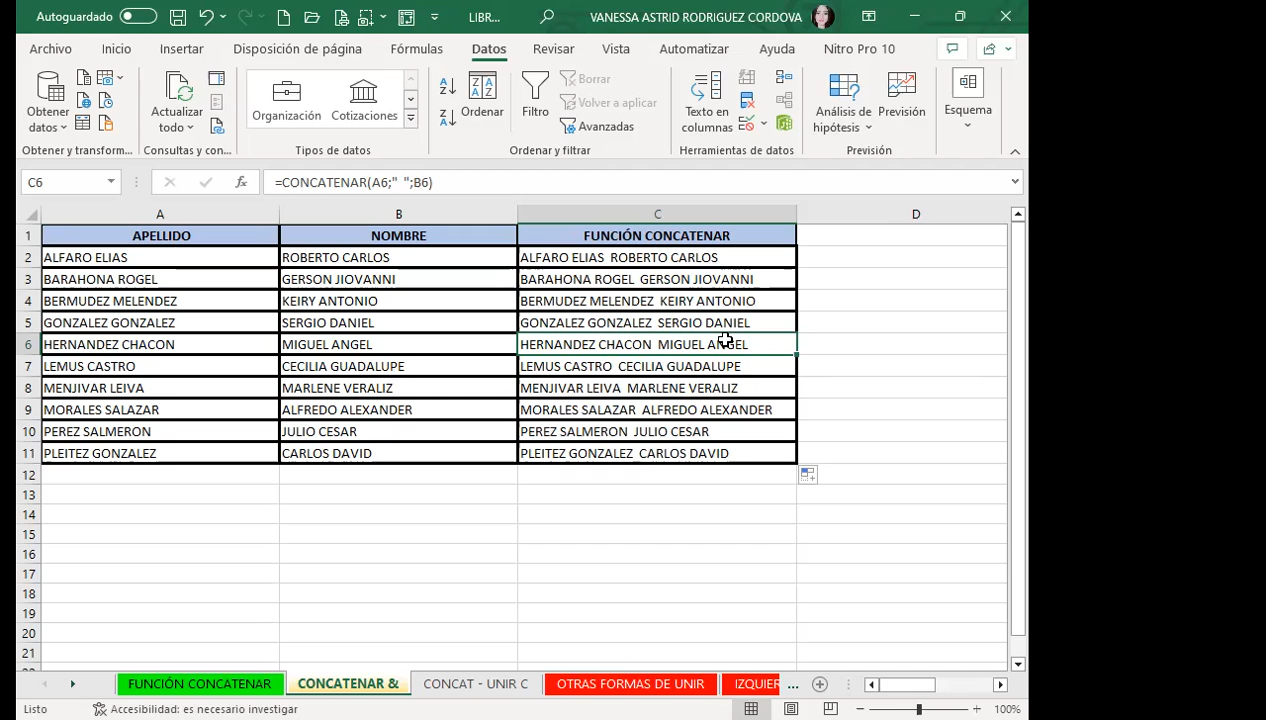 Autoguardado LIBR... VANESSA ASTRID RODRIGUEZ CORDOVA
Archivo Inicio Insertar Disposición de página Fórmulas Datos Revisar Vista Automatizar Ayuda Nitro Pro 10
Obtener datos
Actualizar todo
Organización Cotizaciones
Ordenar
Filtro
Borrar
Volver a aplicar
Avanzadas
Texto en columnas
Análisis de hipótesis
Previsión
Esquema
Obtener y transform... Consultas y con... Tipos de datos Ordenar y filtrar Herramientas de datos Previsión
C6 fx =CONCATENAR(A6;"  ";B6)
A B C D
1 APELLIDO NOMBRE FUNCIÓN CONCATENAR
2 ALFARO ELIAS ROBERTO CARLOS ALFARO ELIAS  ROBERTO CARLOS
3 BARAHONA ROGEL GERSON JIOVANNI BARAHONA ROGEL  GERSON JIOVANNI
4 BERMUDEZ MELENDEZ KEIRY ANTONIO BERMUDEZ MELENDEZ  KEIRY ANTONIO
5 GONZALEZ GONZALEZ SERGIO DANIEL GONZALEZ GONZALEZ  SERGIO DANIEL
6 HERNANDEZ CHACON MIGUEL ANGEL HERNANDEZ CHACON  MIGUEL ANGEL
7 LEMUS CASTRO CECILIA GUADALUPE LEMUS CASTRO  CECILIA GUADALUPE
8 MENJIVAR LEIVA MARLENE VERALIZ MENJIVAR LEIVA  MARLENE VERALIZ
9 MORALES SALAZAR ALFREDO ALEXANDER MORALES SALAZAR  ALFREDO ALEXANDER
10 PEREZ SALMERON JULIO CESAR PEREZ SALMERON  JULIO CESAR
11 PLEITEZ GONZALEZ CARLOS DAVID PLEITEZ GONZALEZ  CARLOS DAVID
12
13
14
15
16
17
18
19
20
21
FUNCIÓN CONCATENAR CONCATENAR & CONCAT - UNIR C OTRAS FORMAS DE UNIR IZQUIER ...
Listo Accesibilidad: es necesario investigar 100%